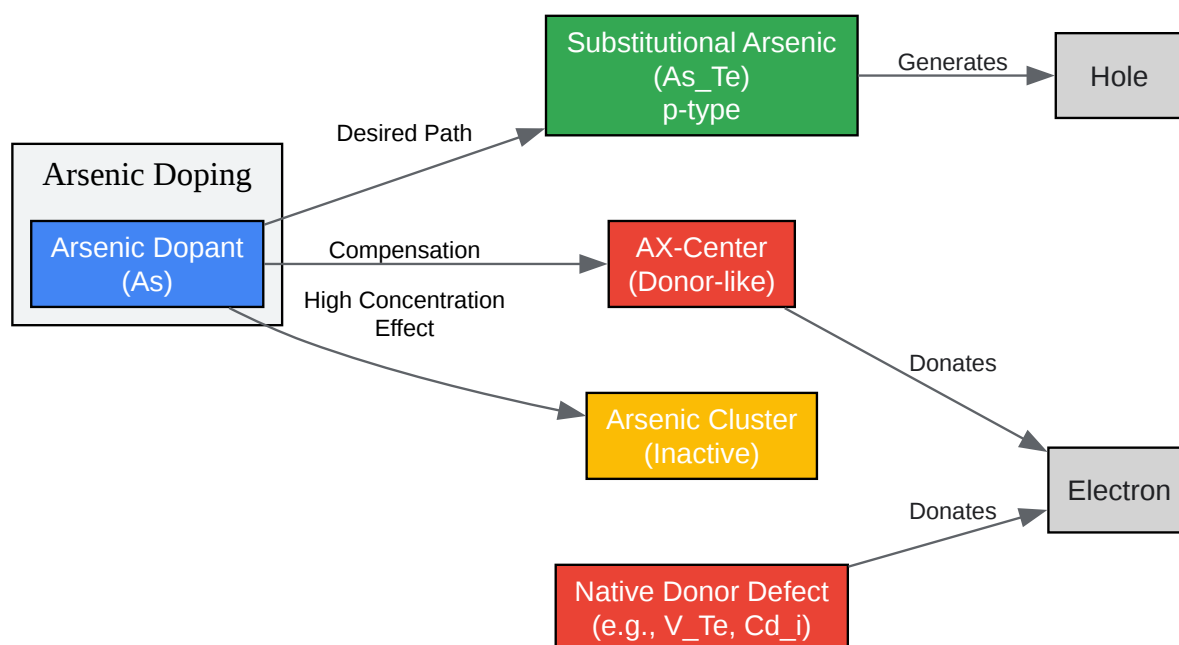 Substitutional Arsenic
(As_Te)
p-type
Generates
Hole
Desired Path
Arsenic Doping
Arsenic Dopant
(As)
Compensation
AX-Center
(Donor-like)
High Concentration
Effect
Donates
Arsenic Cluster
(Inactive)
Electron
Donates
Native Donor Defect
(e.g., V_Te, Cd_i)